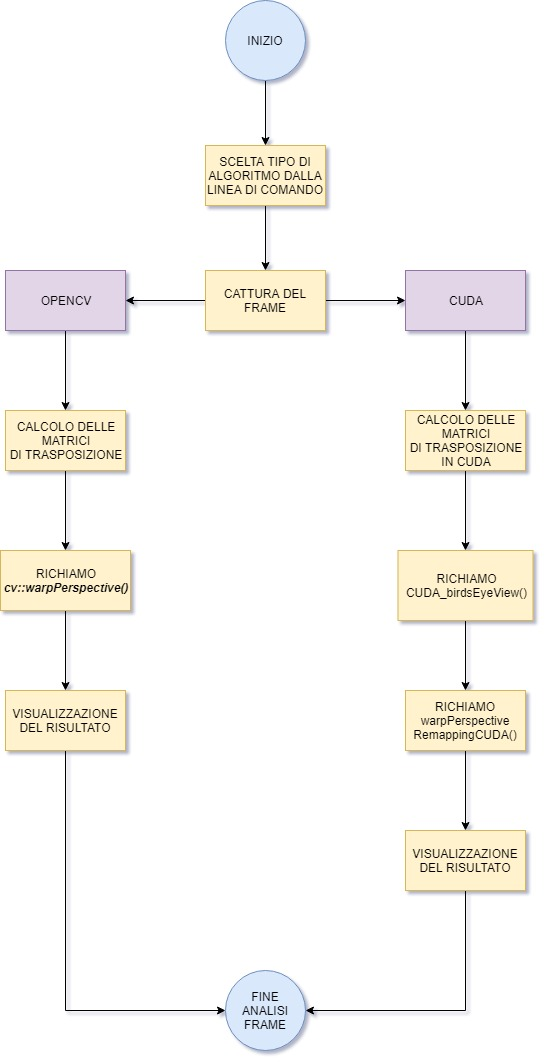 INIZIO
SCELTA TIPO DI
ALGORITMO DALLA
LINEA DI COMANDO
OPENCV
CATTURA DEL
FRAME
CUDA
CALCOLO DELLE
MATRICI
DI TRASPOSIZIONE
CALCOLO DELLE
MATRICI
DI TRASPOSIZIONE
IN CUDA
RICHIAMO
cv::warpPerspective()
RICHIAMO
CUDA_birdsEyeView()
VISUALIZZAZIONE
DEL RISULTATO
RICHIAMO
warpPerspective
RemappingCUDA()
VISUALIZZAZIONE
DEL RISULTATO
FINE
ANALISI
FRAME